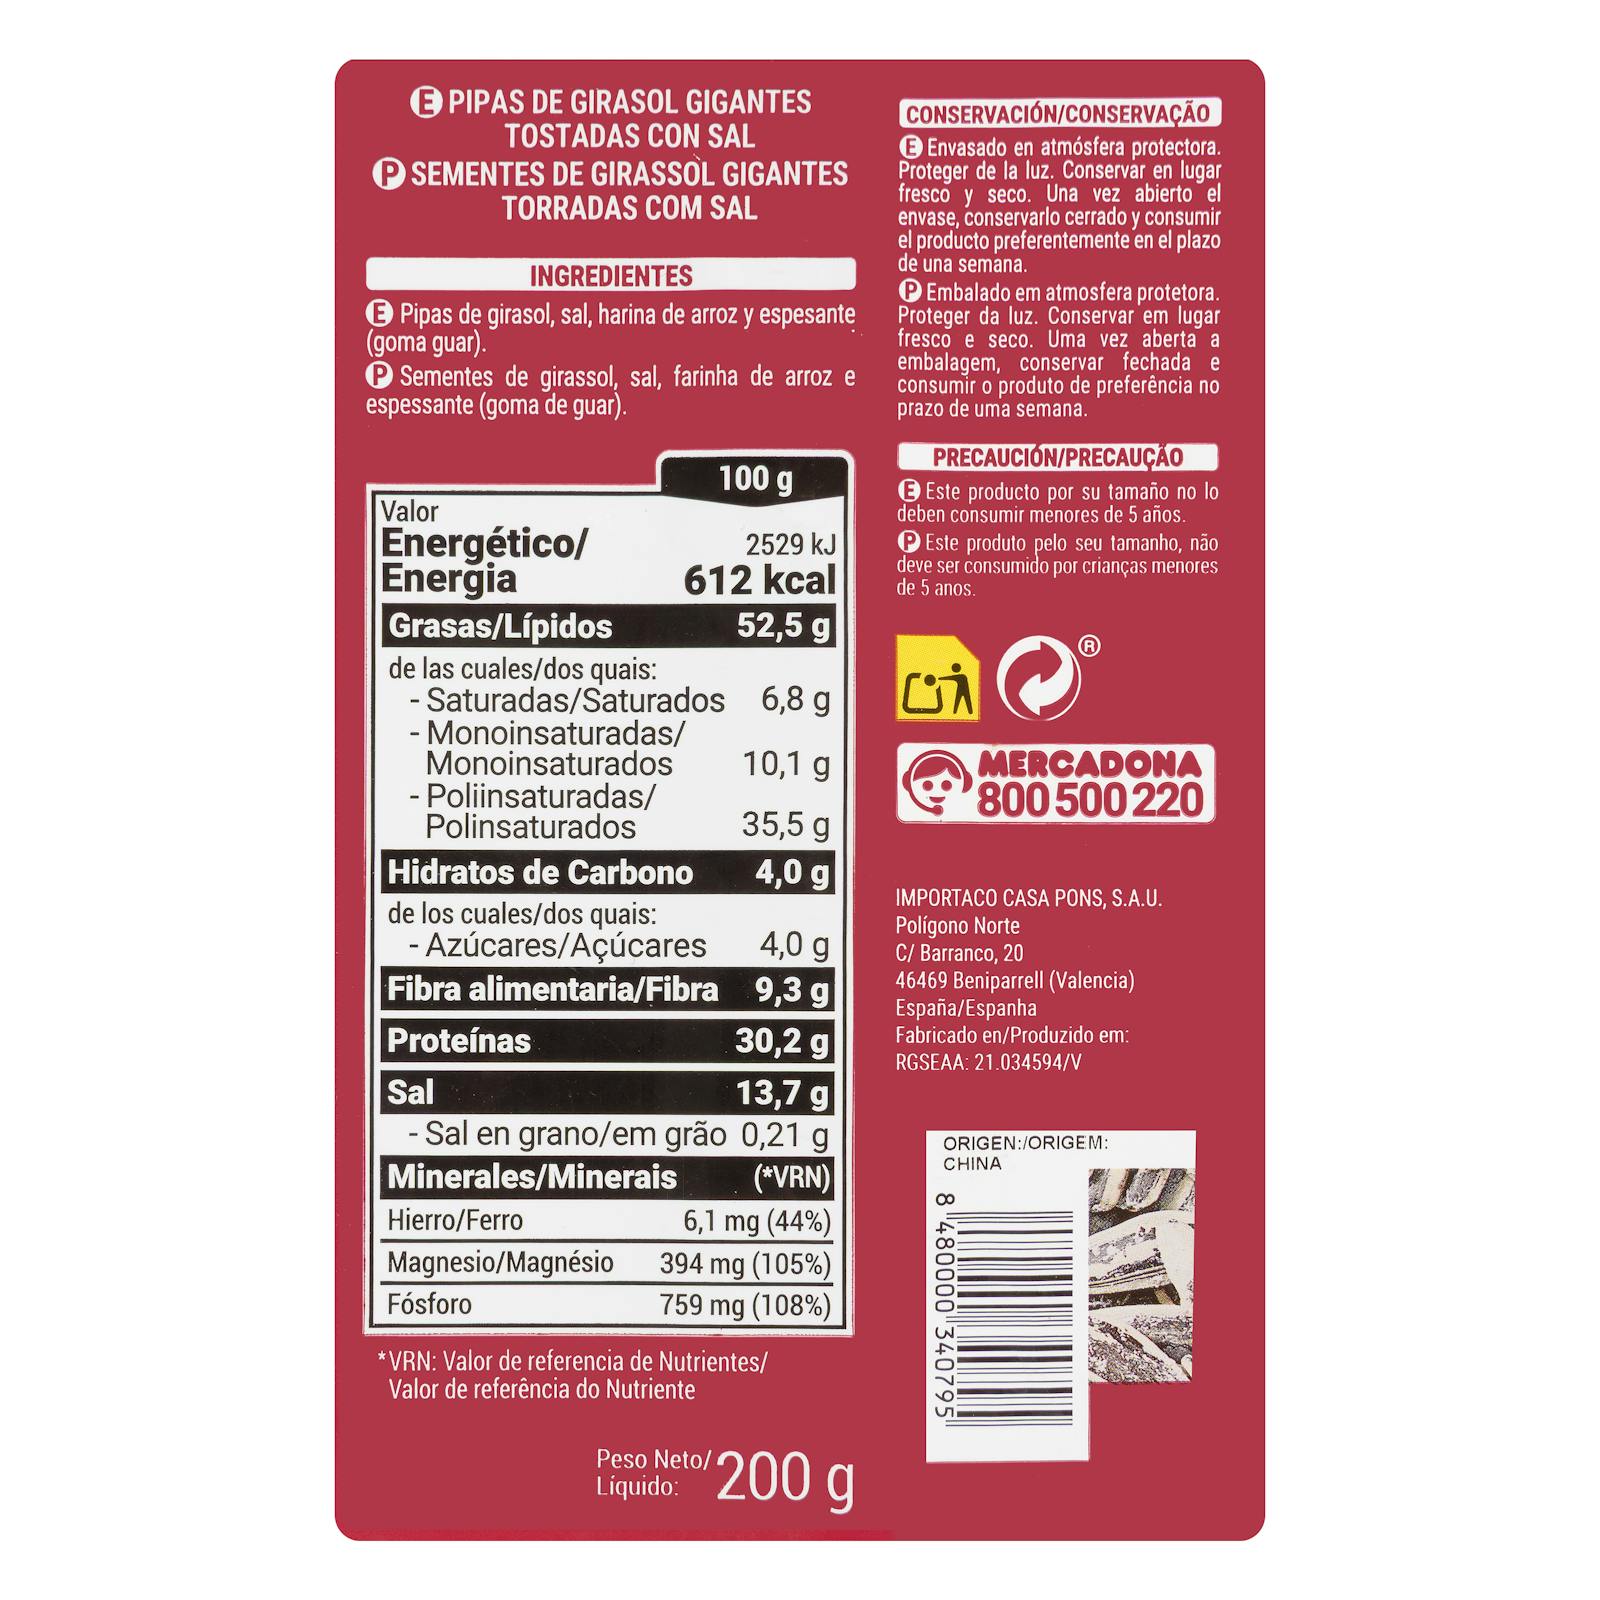 E PIPAS DE GIRASOL GIGANTES
TOSTADAS CON SAL
P SEMENTES DE GIRASSOL GIGANTES
TORRADAS COM SAL
INGREDIENTES
E Pipas de girasol, sal, harina de arroz y espesante
(goma guar).
P Sementes de girassol, sal, farinha de arroz e
espessante (goma de guar).
100 g
Valor
Energético/ 2529 kJ
Energia 612 kcal
Grasas/Lípidos 52,5 g
de las cuales/dos quais:
- Saturadas/Saturados 6,8 g
- Monoinsaturadas/
Monoinsaturados 10,1 g
- Poliinsaturadas/
Polinsaturados 35,5 g
Hidratos de Carbono 4,0 g
de los cuales/dos quais:
- Azúcares/Açúcares 4,0 g
Fibra alimentaria/Fibra 9,3 g
Proteínas 30,2 g
Sal 13,7 g
- Sal en grano/em grão 0,21 g
Minerales/Minerais (*VRN)
Hierro/Ferro 6,1 mg (44%)
Magnesio/Magnésio 394 mg (105%)
Fósforo 759 mg (108%)
*VRN: Valor de referencia de Nutrientes/
Valor de referência do Nutriente
Peso Neto/
Líquido: 200 g
CONSERVACIÓN/CONSERVAÇÃO
E Envasado en atmósfera protectora.
Proteger de la luz. Conservar en lugar
fresco y seco. Una vez abierto el
envase, conservarlo cerrado y consumir
el producto preferentemente en el plazo
de una semana.
P Embalado em atmosfera protetora.
Proteger da luz. Conservar em lugar
fresco e seco. Uma vez aberta a
embalagem, conservar fechada e
consumir o produto de preferência no
prazo de uma semana.
PRECAUCIÓN/PRECAUÇÃO
E Este producto por su tamaño no lo
deben consumir menores de 5 años.
P Este produto pelo seu tamanho, não
deve ser consumido por crianças menores
de 5 anos.
®
MERCADONA
800 500 220
IMPORTACO CASA PONS, S.A.U.
Polígono Norte
C/ Barranco, 20
46469 Beniparrell (Valencia)
España/Espanha
Fabricado en/Produzido em:
RGSEAA: 21.034594/V
ORIGEN:/ORIGEM:
CHINA
8 480000 340795